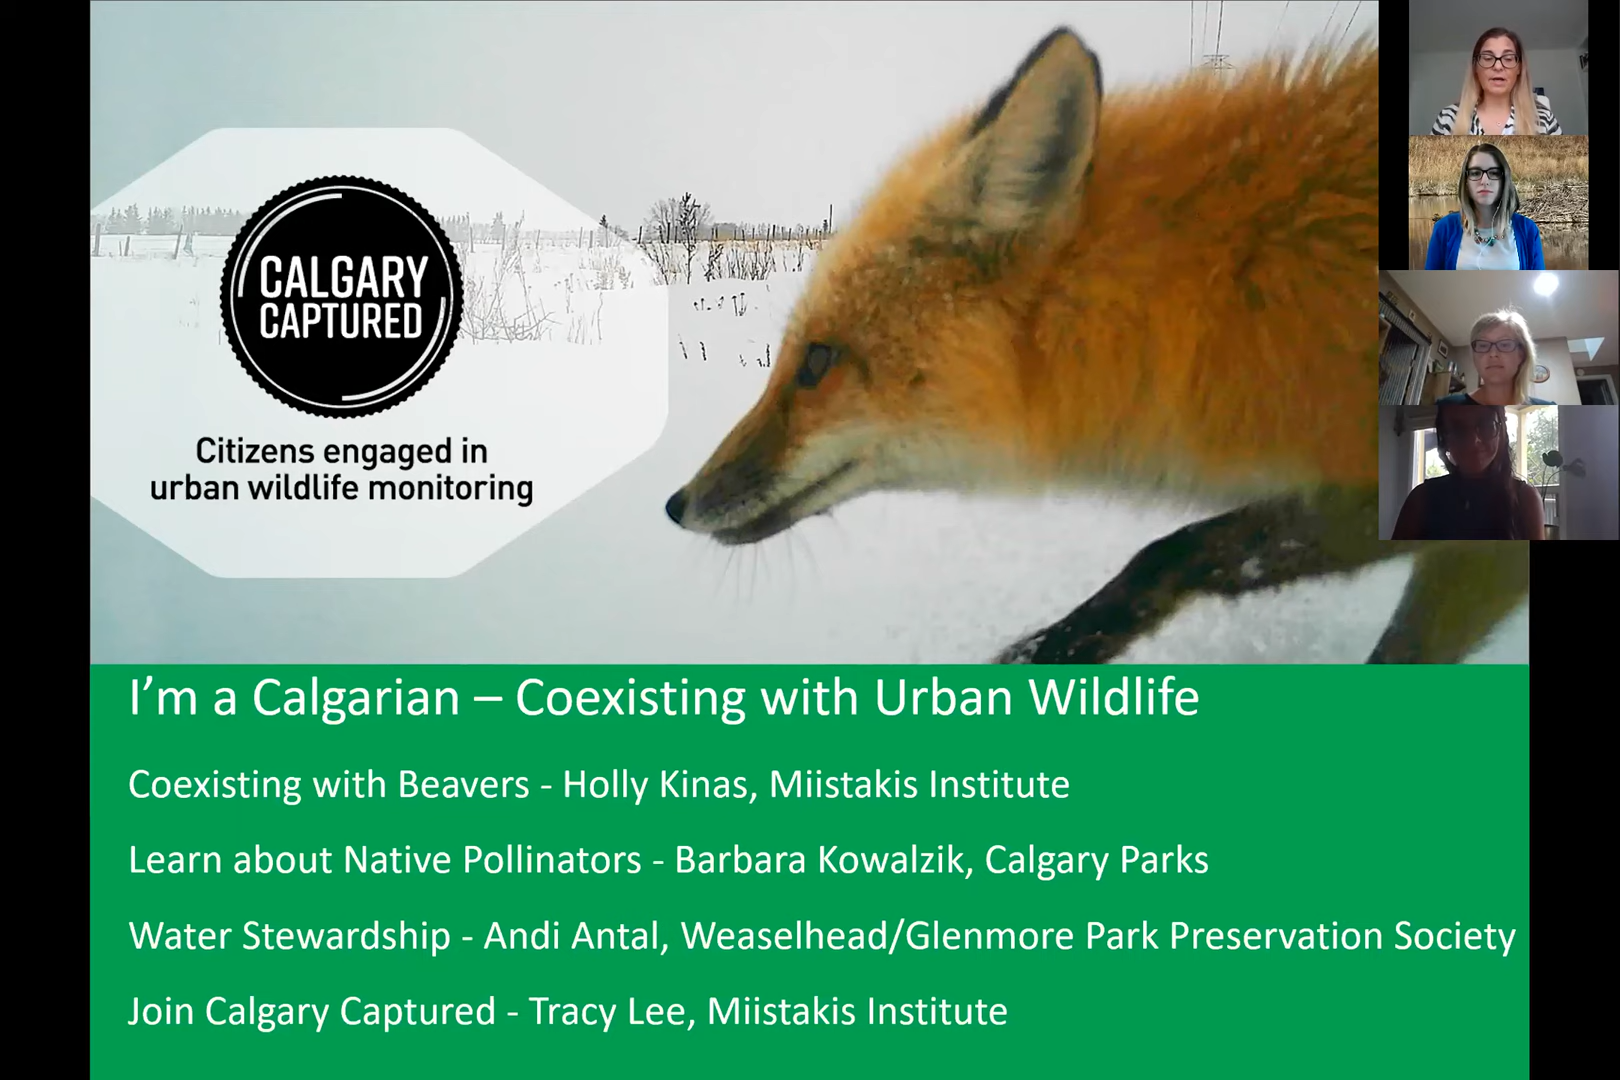 CALGARY
CAPTURED
Citizens engaged in
urban wildlife monitoring
I'm a Calgarian – Coexisting with Urban Wildlife
Coexisting with Beavers - Holly Kinas, Miistakis Institute
Learn about Native Pollinators - Barbara Kowalzik, Calgary Parks
Water Stewardship - Andi Antal, Weaselhead/Glenmore Park Preservation Society
Join Calgary Captured - Tracy Lee, Miistakis Institute